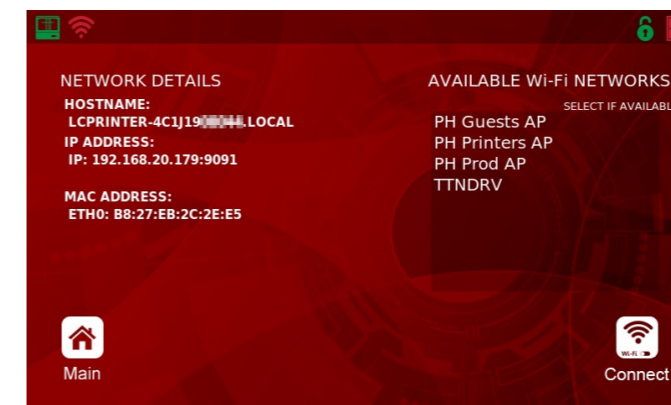 NETWORK DETAILS
HOSTNAME:
LCPRINTER-4C1J19 .LOCAL
IP ADDRESS:
IP: 192.168.20.179:9091
MAC ADDRESS:
ETH0: B8:27:EB:2C:2E:E5
AVAILABLE Wi-Fi NETWORKS
SELECT IF AVAILABL
PH Guests AP
PH Printers AP
PH Prod AP
TTNDRV
Main
Wi-Fi
Connect